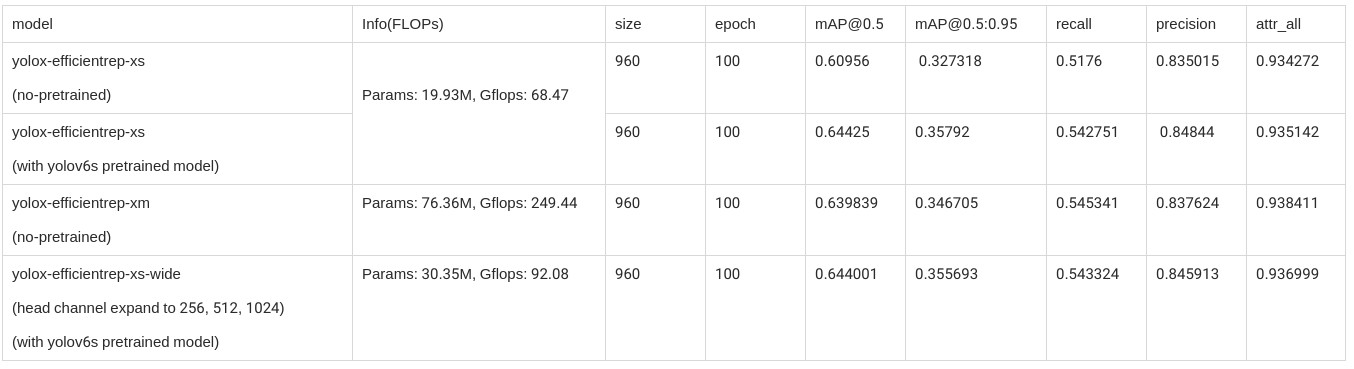 model Info(FLOPs) size epoch mAP@0.5 mAP@0.5:0.95 recall precision attr_all
yolox-efficientrep-xs 960 100 0.60956 0.327318 0.5176 0.835015 0.934272
(no-pretrained) Params: 19.93M, Gflops: 68.47
yolox-efficientrep-xs 960 100 0.64425 0.35792 0.542751 0.84844 0.935142
(with yolov6s pretrained model)
yolox-efficientrep-xm Params: 76.36M, Gflops: 249.44 960 100 0.639839 0.346705 0.545341 0.837624 0.938411
(no-pretrained)
yolox-efficientrep-xs-wide Params: 30.35M, Gflops: 92.08 960 100 0.644001 0.355693 0.543324 0.845913 0.936999
(head channel expand to 256, 512, 1024)
(with yolov6s pretrained model)